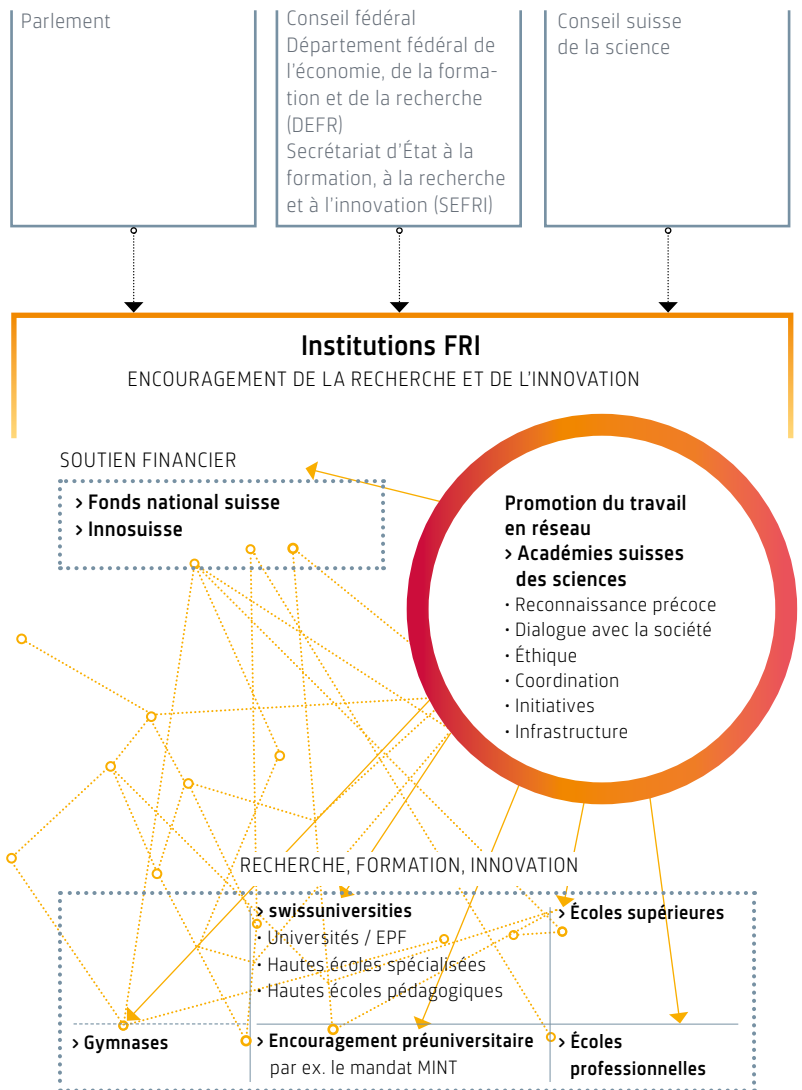 Parlement
Conseil fédéral
Département fédéral de
l'économie, de la forma-
tion et de la recherche
(DEFR)
Secrétariat d'État à la
formation, à la recherche
et à l'innovation (SEFRI)
Conseil suisse
de la science
Institutions FRI
ENCOURAGEMENT DE LA RECHERCHE ET DE L'INNOVATION
SOUTIEN FINANCIER
› Fonds national suisse
› Innosuisse
Promotion du travail
en réseau
› Académies suisses
des sciences
· Reconnaissance précoce
· Dialogue avec la société
· Éthique
· Coordination
· Initiatives
· Infrastructure
RECHERCHE, FORMATION, INNOVATION
› swissuniversities
· Universités / EPF
· Hautes écoles spécialisées
· Hautes écoles pédagogiques
› Écoles supérieures
› Gymnases
› Encouragement préuniversitaire
par ex. le mandat MINT
› Écoles
professionnelles